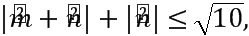 |m⃗ + n⃗| + |n⃗| ≤ √10,